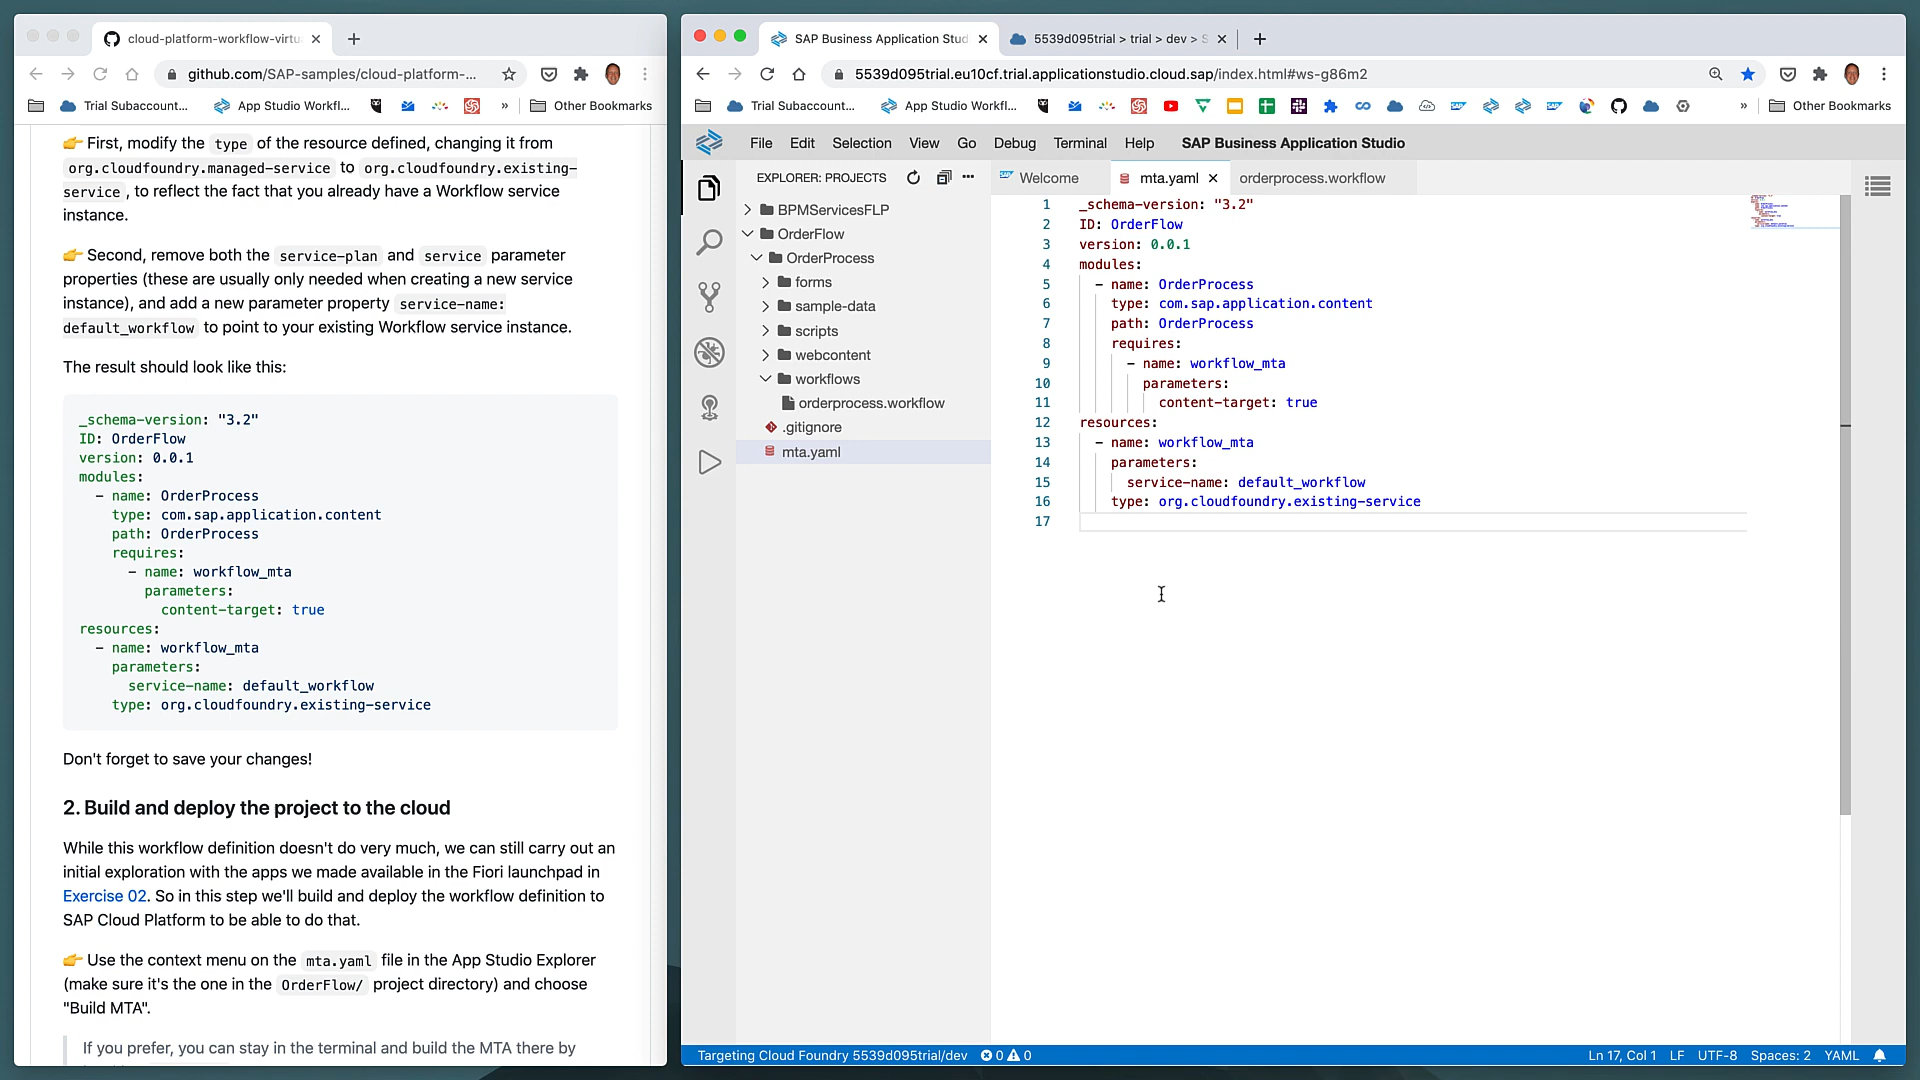 cloud-platform-workflow-virtu
github.com/SAP-samples/cloud-platform-...
Trial Subaccount...
App Studio Workfl...
»
Other Bookmarks
First, modify the type of the resource defined, changing it from
org.cloudfoundry.managed-service to org.cloudfoundry.existing-
service, to reflect the fact that you already have a Workflow service
instance.
Second, remove both the service-plan and service parameter
properties (these are usually only needed when creating a new service
instance), and add a new parameter property service-name:
default_workflow to point to your existing Workflow service instance.
The result should look like this:
_schema-version: "3.2"
ID: OrderFlow
version: 0.0.1
modules:
- name: OrderProcess
type: com.sap.application.content
path: OrderProcess
requires:
- name: workflow_mta
parameters:
content-target: true
resources:
- name: workflow_mta
parameters:
service-name: default_workflow
type: org.cloudfoundry.existing-service
Don't forget to save your changes!
2. Build and deploy the project to the cloud
While this workflow definition doesn't do very much, we can still carry out an
initial exploration with the apps we made available in the Fiori launchpad in
Exercise 02. So in this step we'll build and deploy the workflow definition to
SAP Cloud Platform to be able to do that.
Use the context menu on the mta.yaml file in the App Studio Explorer
(make sure it's the one in the OrderFlow/ project directory) and choose
"Build MTA".
If you prefer, you can stay in the terminal and build the MTA there by
SAP Business Application Stud
5539d095trial > trial > dev > S
5539d095trial.eu10cf.trial.applicationstudio.cloud.sap/index.html#ws-g86m2
Trial Subaccount...
App Studio Workfl...
»
Other Bookmarks
File Edit Selection View Go Debug Terminal Help SAP Business Application Studio
EXPLORER: PROJECTS
BPMServicesFLP
OrderFlow
OrderProcess
forms
sample-data
scripts
webcontent
workflows
orderprocess.workflow
.gitignore
mta.yaml
Welcome
mta.yaml
orderprocess.workflow
1 _schema-version: "3.2"
2 ID: OrderFlow
3 version: 0.0.1
4 modules:
5 - name: OrderProcess
6 type: com.sap.application.content
7 path: OrderProcess
8 requires:
9 - name: workflow_mta
10 parameters:
11 content-target: true
12 resources:
13 - name: workflow_mta
14 parameters:
15 service-name: default_workflow
16 type: org.cloudfoundry.existing-service
17
Targeting Cloud Foundry 5539d095trial/dev 0 0
Ln 17, Col 1 LF UTF-8 Spaces: 2 YAML